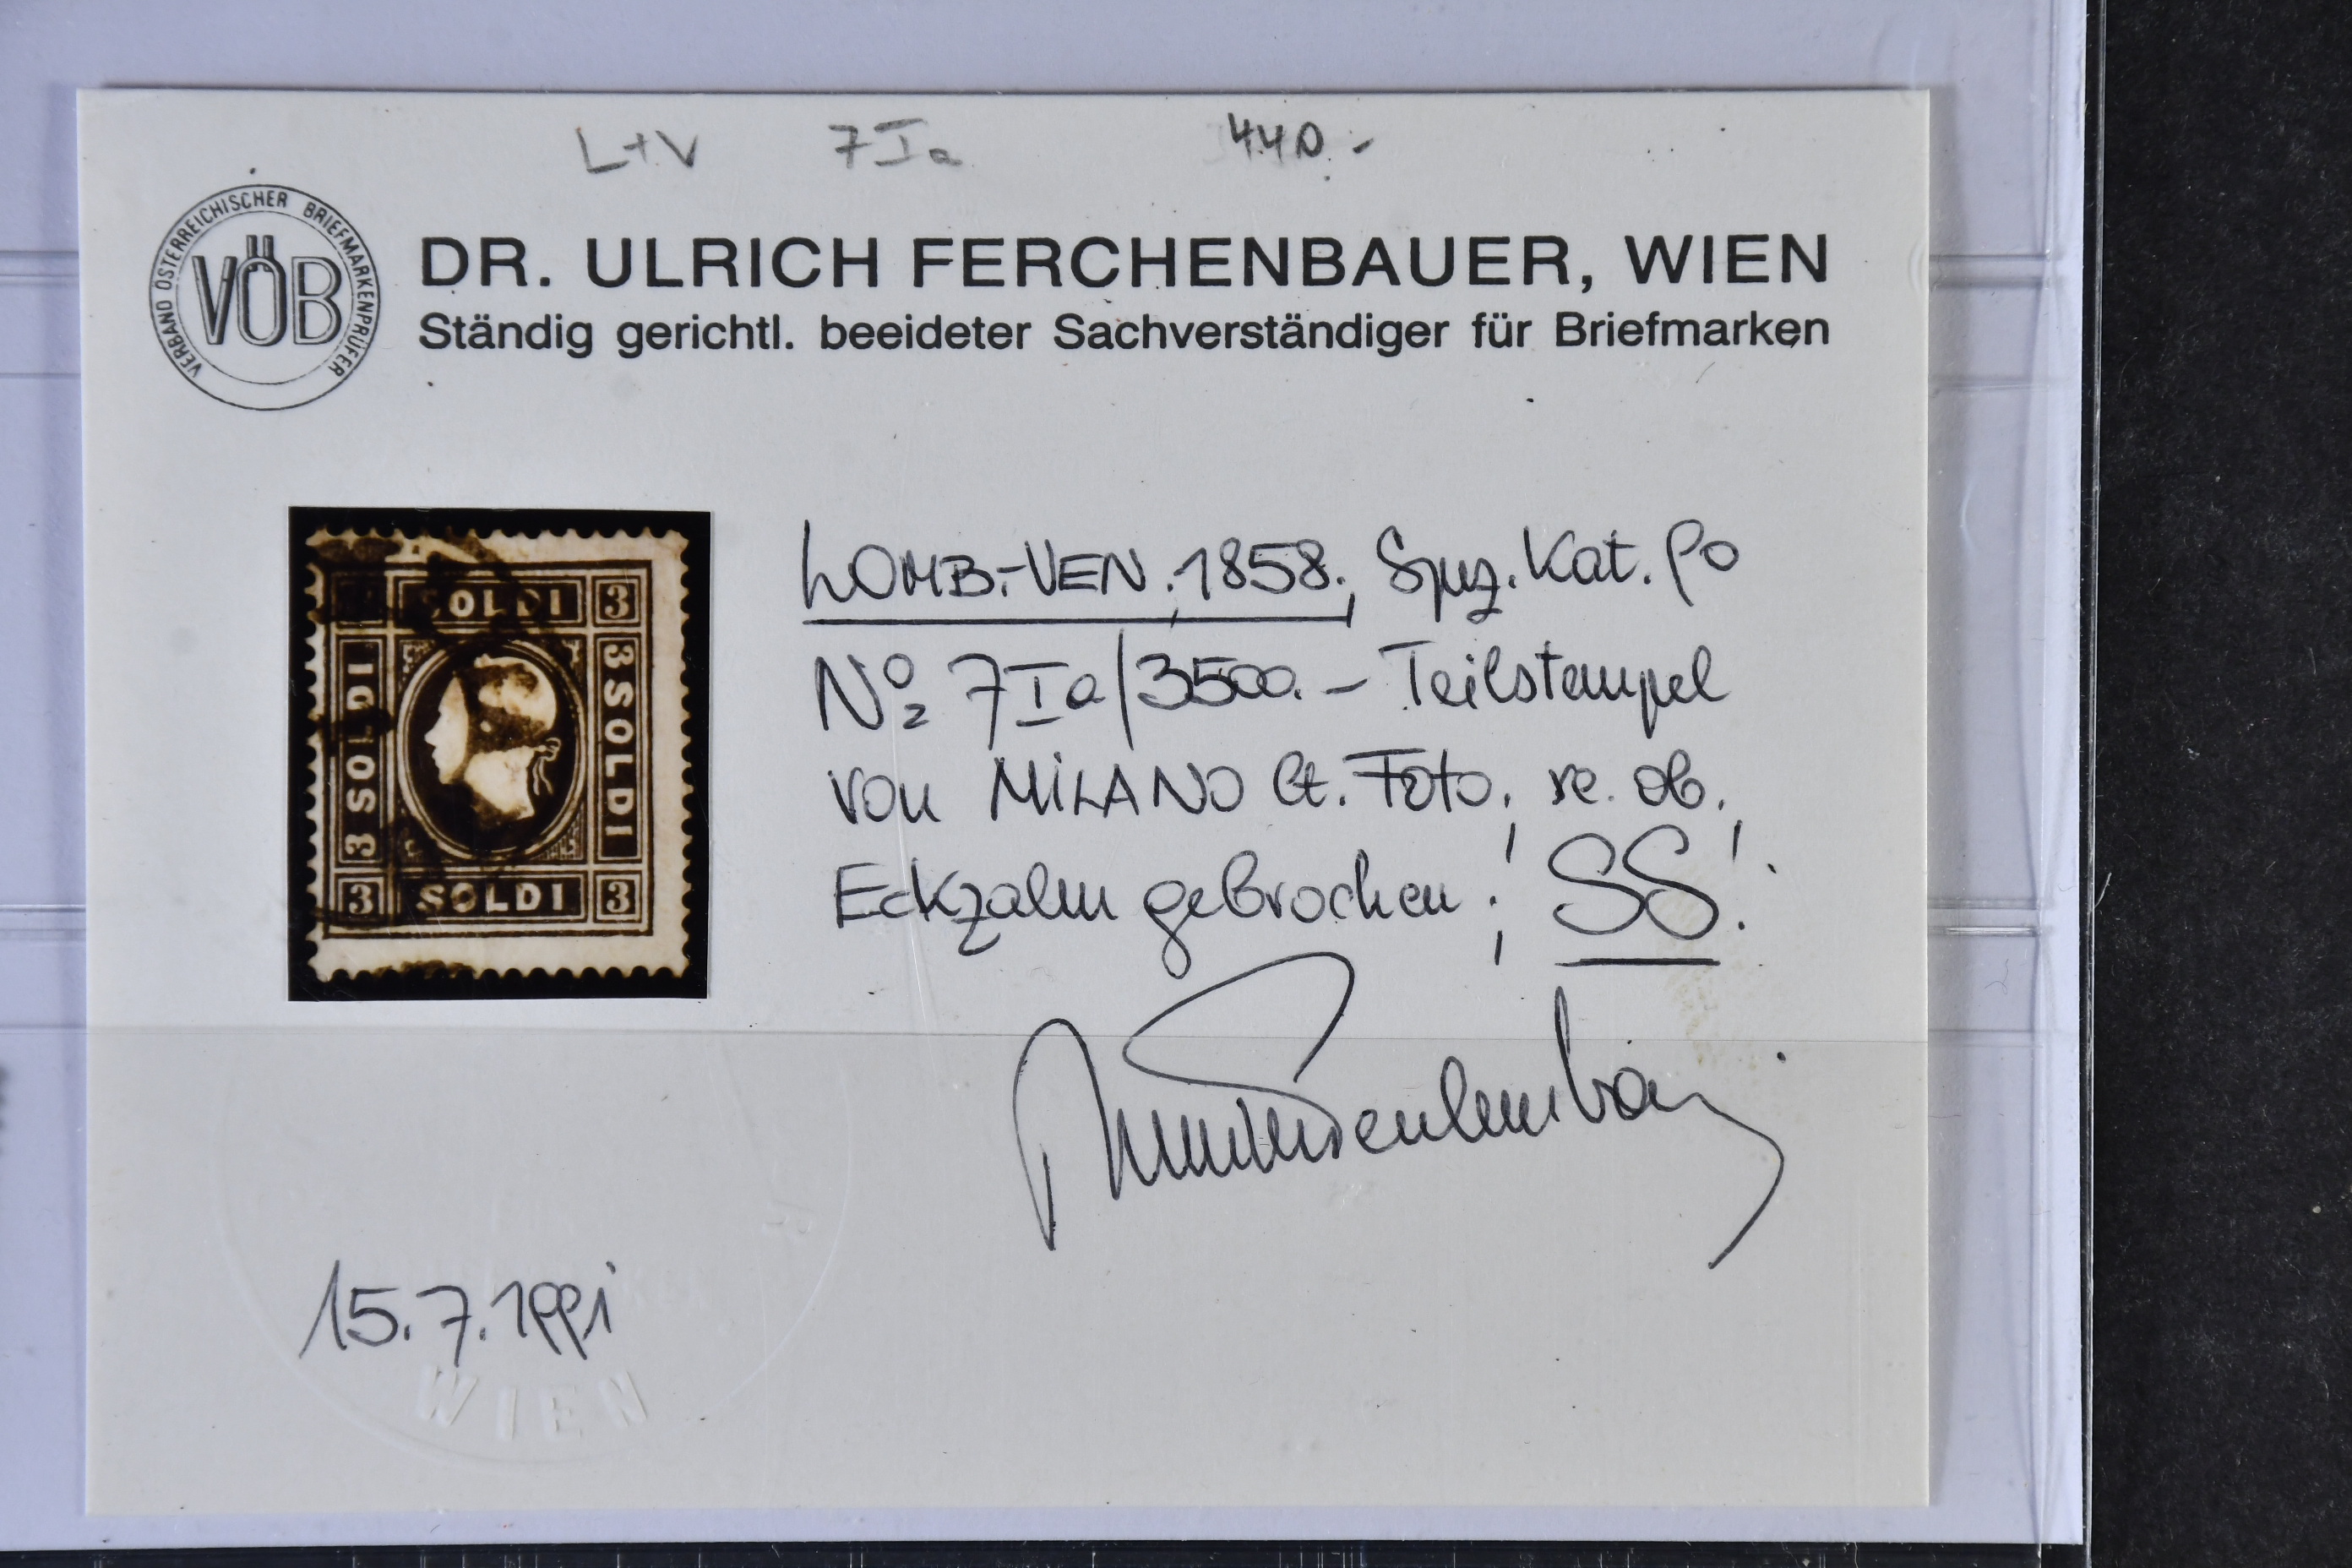 L+V 7Ia 440.-
VERBAND ÖSTERREICHISCHER BRIEFMARKENPRÜFER
VÖB
DR. ULRICH FERCHENBAUER, WIEN
Ständig gerichtl. beeideter Sachverständiger für Briefmarken
LOMB.-VEN. 1858, Spez. Kat. 90
No 7Ia/3500.- Teilstempel
von MILANO lt. Foto, re. ob.
Eckzahn gebrochen; SS!
OLDI 3
3 SOLDI
3 SOLDI
3 SOLDI 3
15.7.1991
WIEN